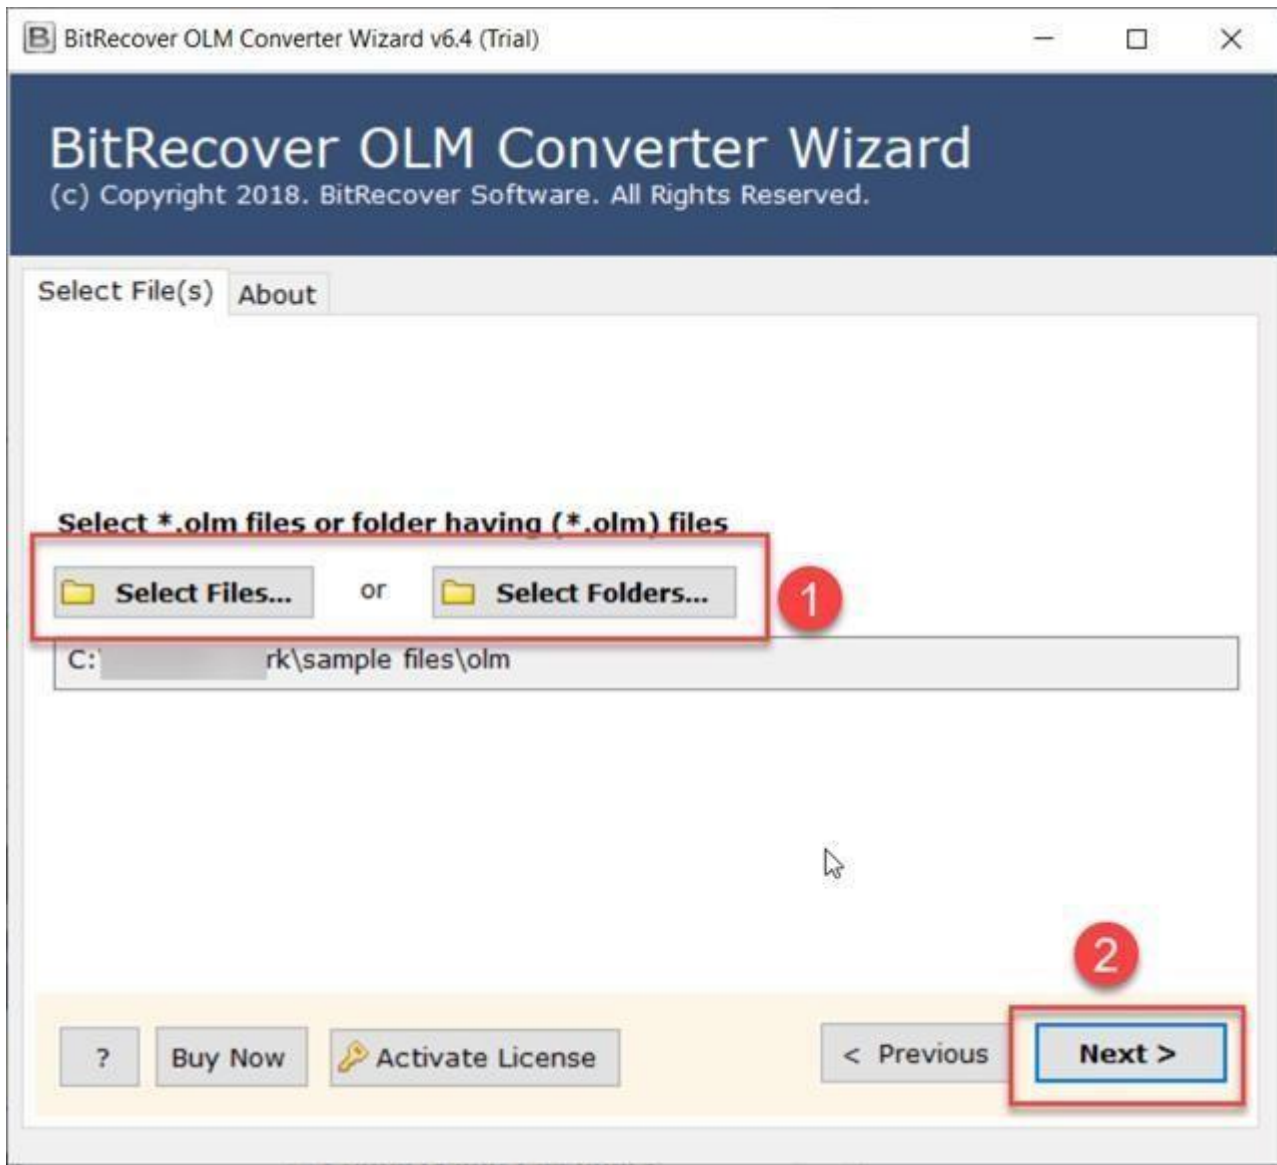 BitRecover OLM Converter Wizard v6.4 (Trial)
BitRecover OLM Converter Wizard
(c) Copyright 2018. BitRecover Software. All Rights Reserved.
Select File(s) About
Select *.olm files or folder having (*.olm) files
Select Files... or Select Folders... 1
C: rk\sample files\olm
2
? Buy Now Activate License < Previous Next >